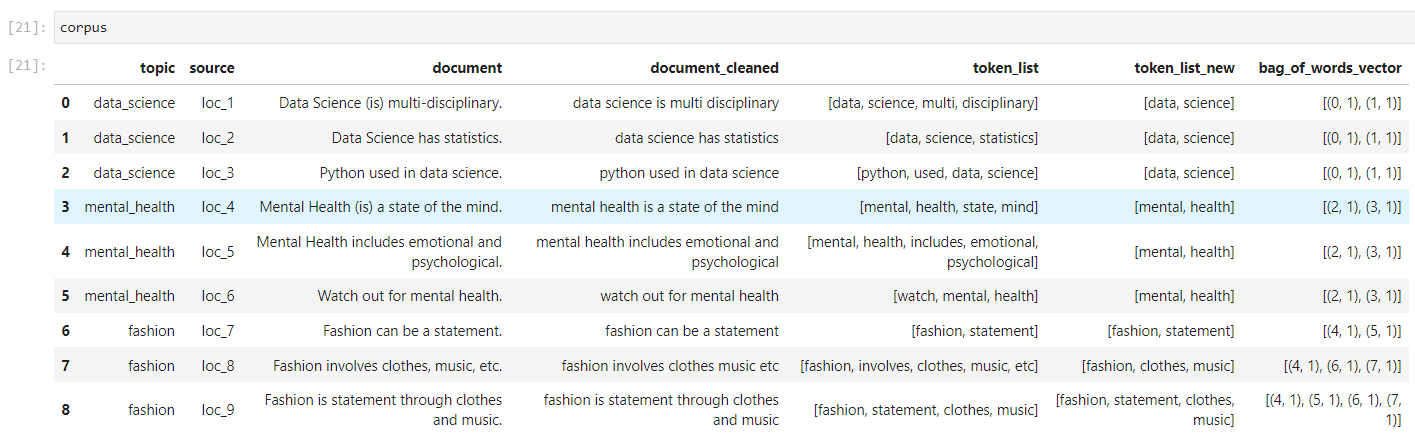 [21]: corpus
[21]:
topic source document document_cleaned token_list token_list_new bag_of_words_vector
0 data_science loc_1 Data Science (is) multi-disciplinary. data science is multi disciplinary [data, science, multi, disciplinary] [data, science] [(0, 1), (1, 1)]
1 data_science loc_2 Data Science has statistics. data science has statistics [data, science, statistics] [data, science] [(0, 1), (1, 1)]
2 data_science loc_3 Python used in data science. python used in data science [python, used, data, science] [data, science] [(0, 1), (1, 1)]
3 mental_health loc_4 Mental Health (is) a state of the mind. mental health is a state of the mind [mental, health, state, mind] [mental, health] [(2, 1), (3, 1)]
4 mental_health loc_5 Mental Health includes emotional and psychological. mental health includes emotional and psychological [mental, health, includes, emotional, psychological] [mental, health] [(2, 1), (3, 1)]
5 mental_health loc_6 Watch out for mental health. watch out for mental health [watch, mental, health] [mental, health] [(2, 1), (3, 1)]
6 fashion loc_7 Fashion can be a statement. fashion can be a statement [fashion, statement] [fashion, statement] [(4, 1), (5, 1)]
7 fashion loc_8 Fashion involves clothes, music, etc. fashion involves clothes music etc [fashion, involves, clothes, music, etc] [fashion, clothes, music] [(4, 1), (6, 1), (7, 1)]
8 fashion loc_9 Fashion is statement through clothes and music. fashion is statement through clothes and music [fashion, statement, clothes, music] [fashion, statement, clothes, music] [(4, 1), (5, 1), (6, 1), (7, 1)]